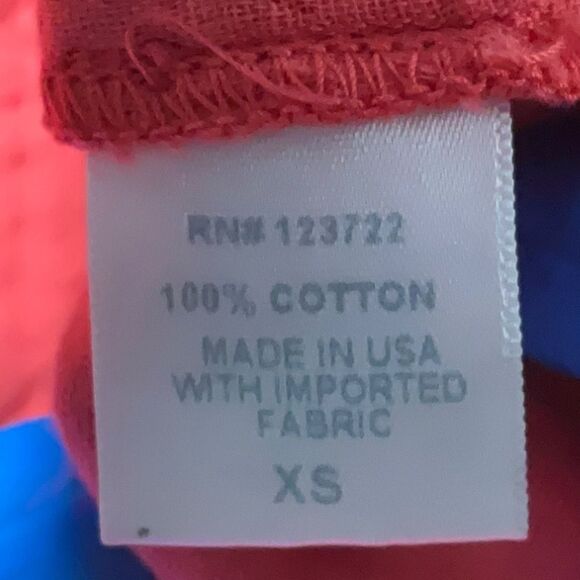 RN# 123722
100% COTTON
MADE IN USA
WITH IMPORTED
FABRIC
XS